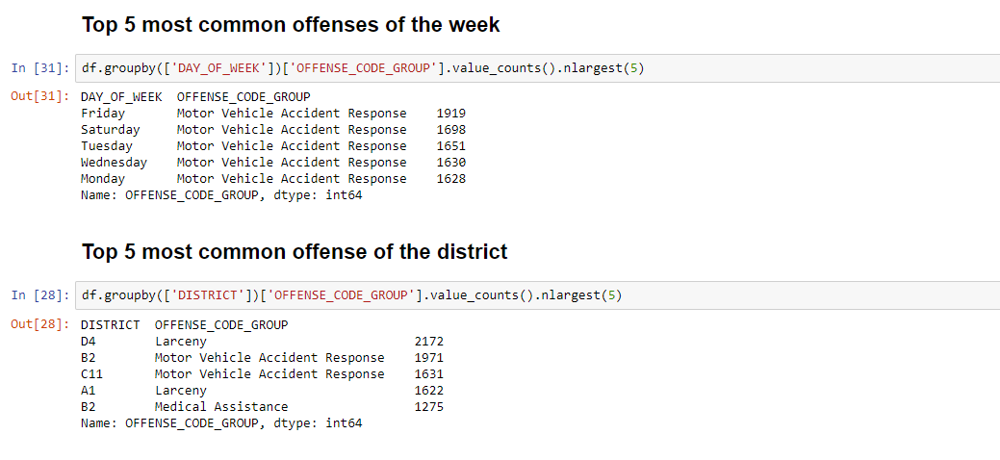 Top 5 most common offenses of the week
In [31]: df.groupby(['DAY_OF_WEEK'])['OFFENSE_CODE_GROUP'].value_counts().nlargest(5)
Out[31]: DAY_OF_WEEK  OFFENSE_CODE_GROUP
Friday       Motor Vehicle Accident Response    1919
Saturday     Motor Vehicle Accident Response    1698
Tuesday      Motor Vehicle Accident Response    1651
Wednesday    Motor Vehicle Accident Response    1630
Monday       Motor Vehicle Accident Response    1628
Name: OFFENSE_CODE_GROUP, dtype: int64
Top 5 most common offense of the district
In [28]: df.groupby(['DISTRICT'])['OFFENSE_CODE_GROUP'].value_counts().nlargest(5)
Out[28]: DISTRICT  OFFENSE_CODE_GROUP
D4        Larceny                            2172
B2        Motor Vehicle Accident Response    1971
C11       Motor Vehicle Accident Response    1631
A1        Larceny                            1622
B2        Medical Assistance                 1275
Name: OFFENSE_CODE_GROUP, dtype: int64